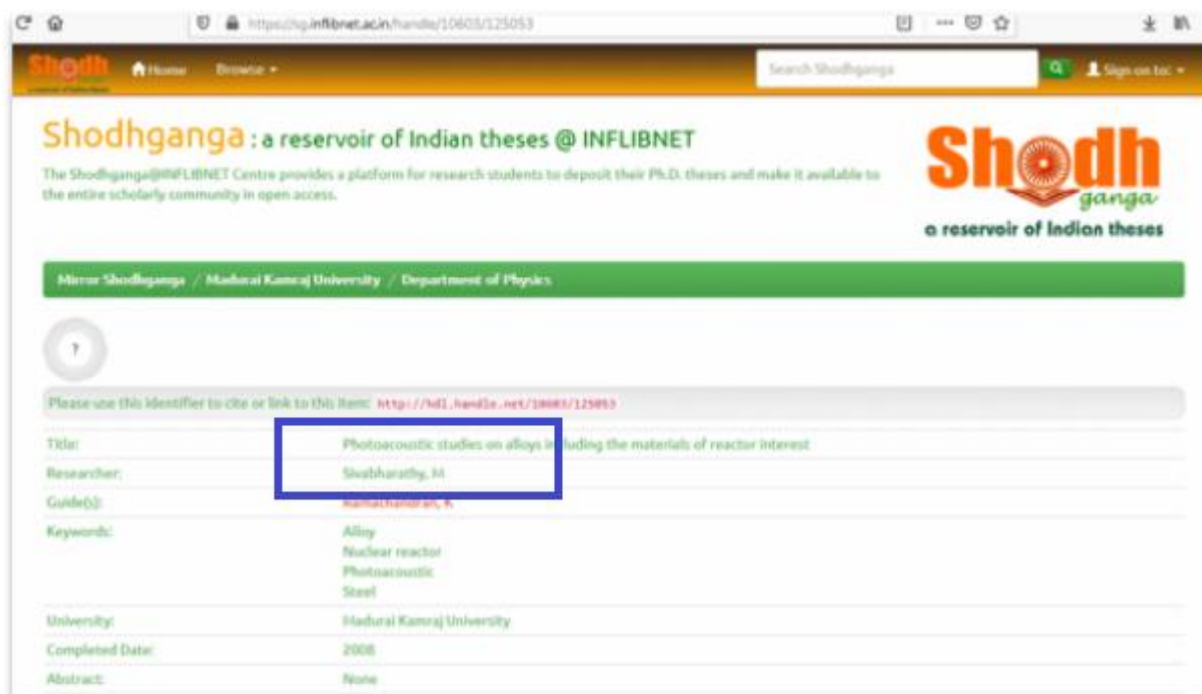 https://sg.inflibnet.ac.in/handle/10603/125053
Shodh Home Browse Search Shodhganga Sign on to:
a reservoir of Indian theses
Shodhganga : a reservoir of Indian theses @ INFLIBNET
The Shodhganga@INFLIBNET Centre provides a platform for research students to deposit their Ph.D. theses and make it available to
the entire scholarly community in open access.
Shodh
ganga
a reservoir of Indian theses
Mirror Shodhganga / Madurai Kamraj University / Department of Physics
?
Please use this identifier to cite or link to this item: http://hdl.handle.net/10603/125053
Title: Photoacoustic studies on alloys including the materials of reactor interest
Researcher: Sivabharathy, M
Guide(s): Ramachandran, K
Keywords: Alloy
Nuclear reactor
Photoacoustic
Steel
University: Madurai Kamraj University
Completed Date: 2008
Abstract: None